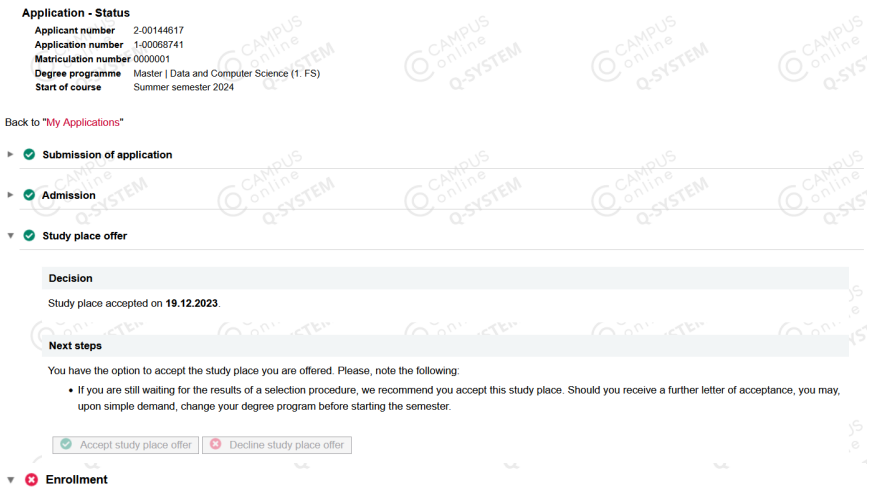 Application - Status
Applicant number 2-00144617
Application number 1-00068741
Matriculation number 0000001
Degree programme Master | Data and Computer Science (1. FS)
Start of course Summer semester 2024
Back to "My Applications"
Submission of application
Admission
Study place offer
Decision
Study place accepted on 19.12.2023.
Next steps
You have the option to accept the study place you are offered. Please, note the following:
• If you are still waiting for the results of a selection procedure, we recommend you accept this study place. Should you receive a further letter of acceptance, you may,
upon simple demand, change your degree program before starting the semester.
Accept study place offer Decline study place offer
Enrollment
CAMPUS
online
Q-SYSTEM